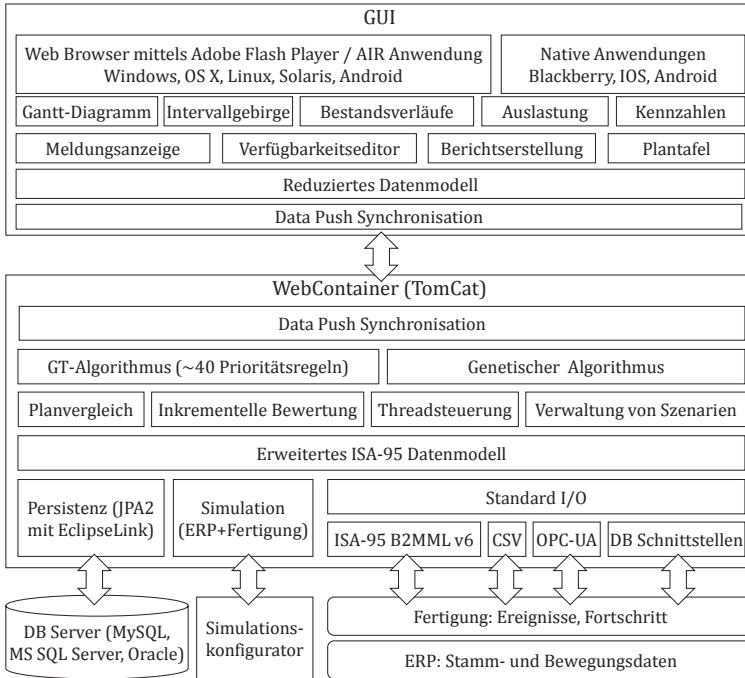 GUI
Web Browser mittels Adobe Flash Player / AIR Anwendung
Windows, OS X, Linux, Solaris, Android
Native Anwendungen
Blackberry, IOS, Android
Gantt-Diagramm
Intervallgebirge
Bestandsverläufe
Auslastung
Kennzahlen
Meldungsanzeige
Verfügbarkeitseditor
Berichtserstellung
Plantafel
Reduziertes Datenmodell
Data Push Synchronisation
WebContainer (TomCat)
Data Push Synchronisation
GT-Algorithmus (~40 Prioritätsregeln)
Genetischer Algorithmus
Planvergleich
Inkrementelle Bewertung
Threadsteuerung
Verwaltung von Szenarien
Erweitertes ISA-95 Datenmodell
Persistenz (JPA2
mit EclipseLink)
Simulation
(ERP+Fertigung)
Standard I/O
ISA-95 B2MML v6
CSV
OPC-UA
DB Schnittstellen
DB Server (MySQL,
MS SQL Server, Oracle)
Simulations-
konfigurator
Fertigung: Ereignisse, Fortschritt
ERP: Stamm- und Bewegungsdaten